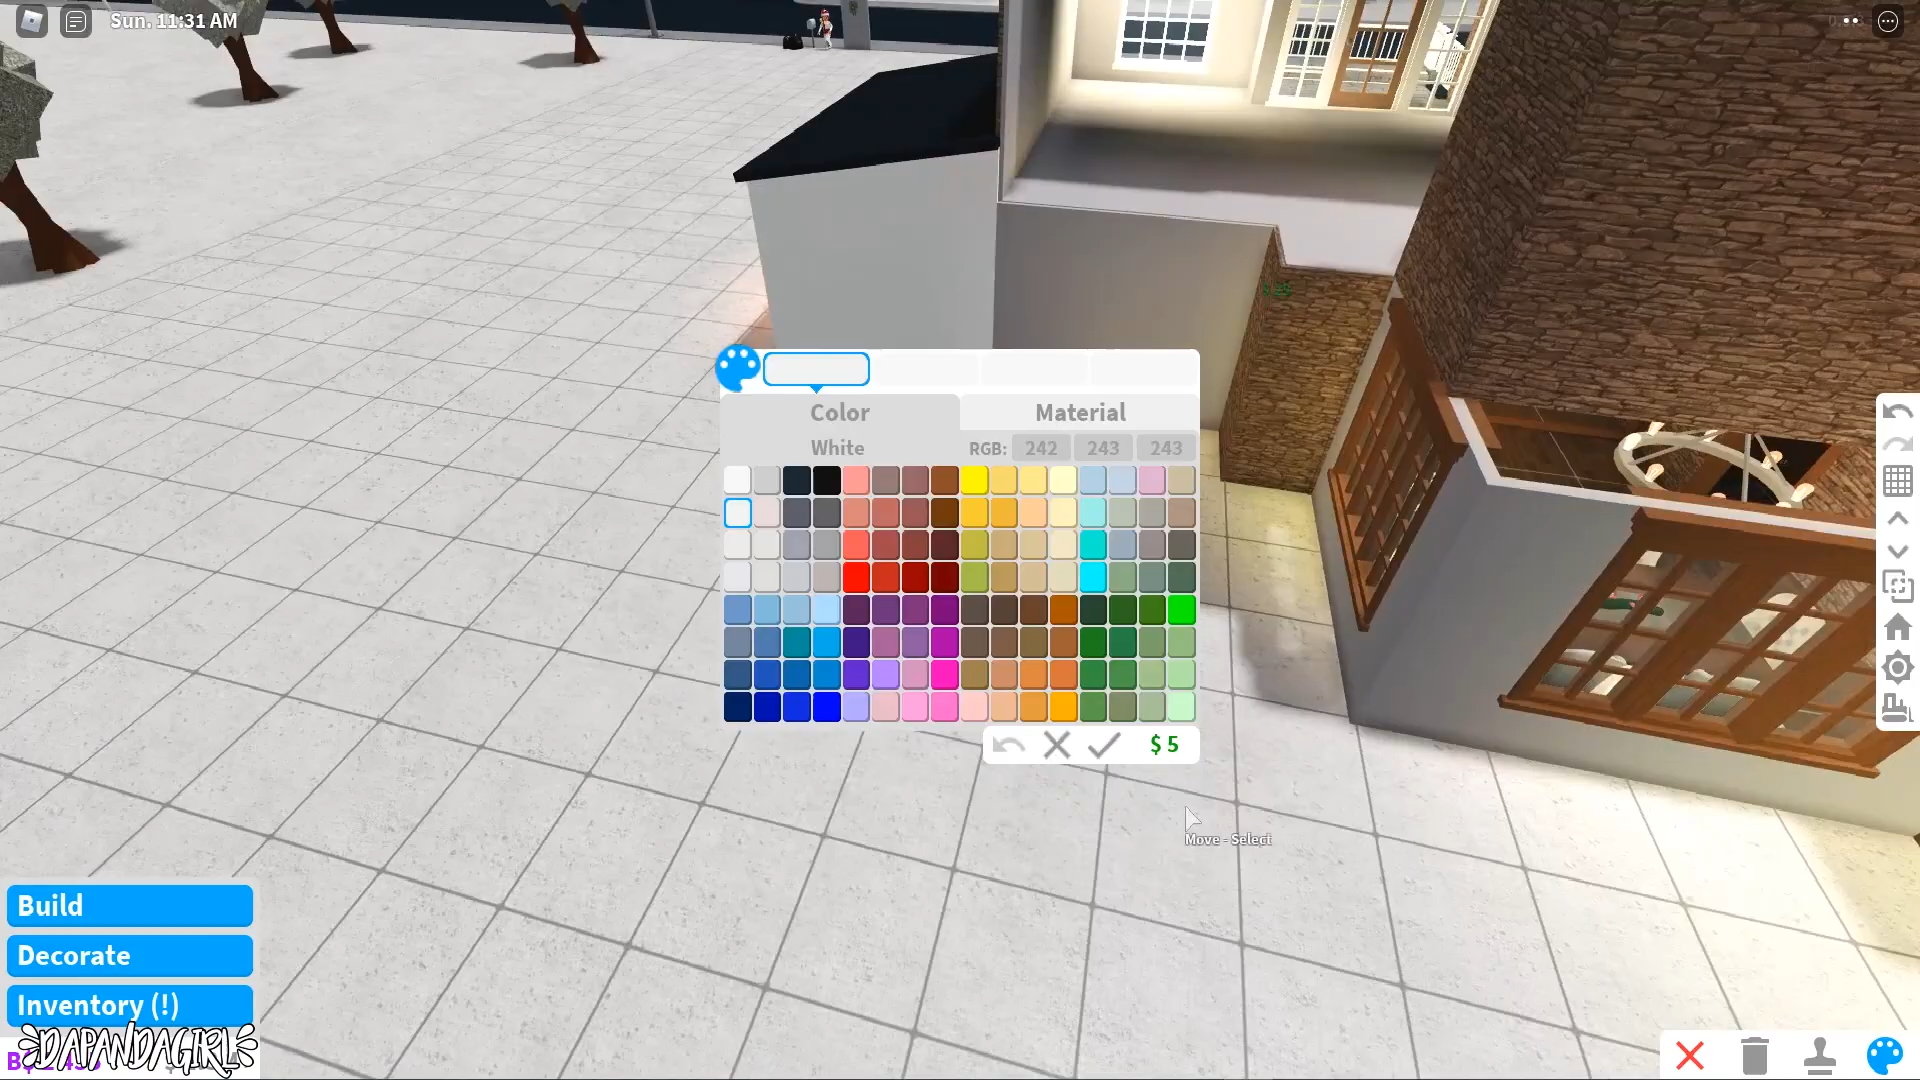 Sun. 11:31 AM
Color
Material
White
RGB: 242 243 243
$ 5
Move - Select
Build
Decorate
Inventory (!)
DAPANDAGIRL